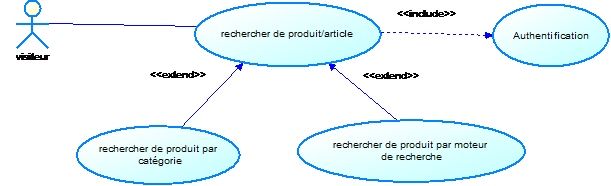 <<include>>
rechercher de produit/article
Authentification
visiteur
<<extend>>
<<extend>>
rechercher de produit par
catégorie
rechercher de produit par moteur
de recherche